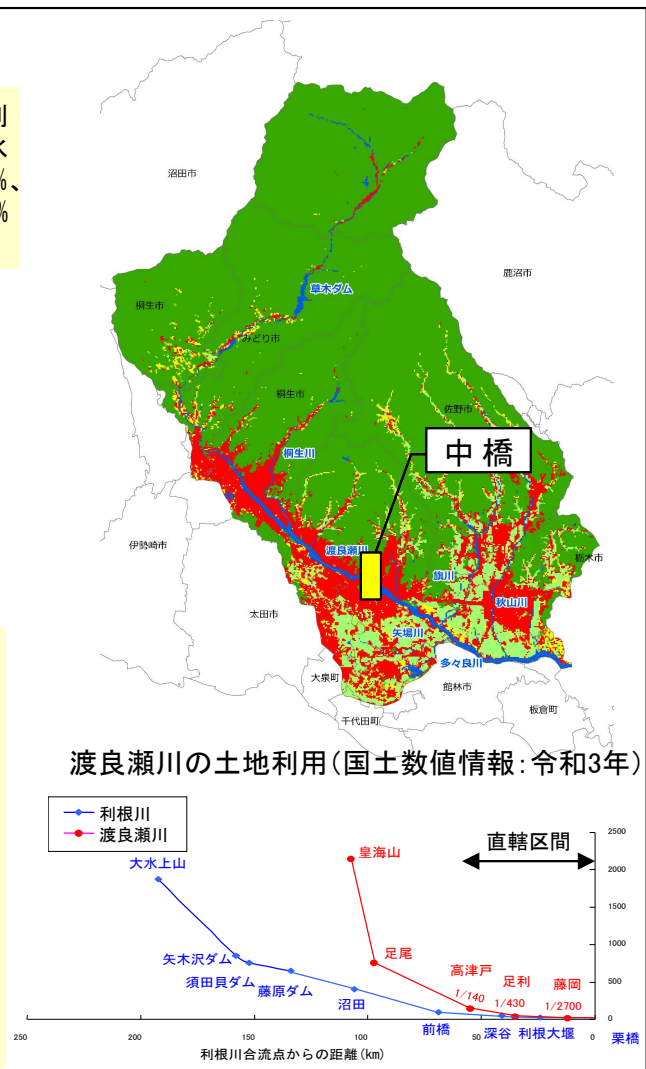 利
水
%、
%
沼田市
鹿沼市
草木ダム
桐生市
みどり市
桐生市
佐野市
中橋
桐生川
伊勢崎市
渡良瀬川
旗川
栃木市
秋山川
太田市
矢場川
多々良川
大泉町
館林市
板倉町
千代田町
渡良瀬川の土地利用(国土数値情報:令和3年)
利根川
渡良瀬川
直轄区間
2500
2000
1500
1000
500
0
大水上山
皇海山
矢木沢ダム
須田貝ダム
藤原ダム
足尾
高津戸
足利
藤岡
1/140
1/430
1/2700
沼田
前橋
深谷
利根大堰
栗橋
250
200
150
100
50
0
利根川合流点からの距離(km)